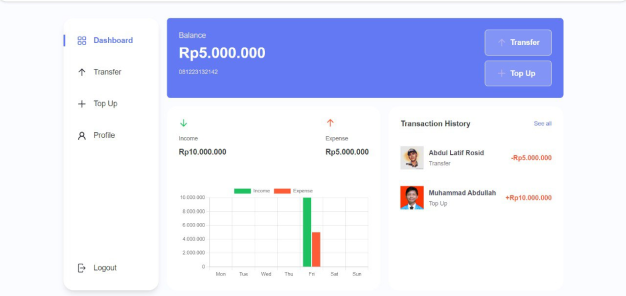 Dashboard
Transfer
Top Up
Profile
Logout
Balance
Rp5.000.000
081223132142
Transfer
Top Up
Income
Rp10.000.000
Expense
Rp5.000.000
Income Expense
10.000.000
8.000.000
6.000.000
4.000.000
2.000.000
0
Mon Tue Wed Thu Fri Sat Sun
Transaction History See all
Abdul Latif Rosid
Transfer
-Rp5.000.000
Muhammad Abdullah
Top Up
+Rp10.000.000